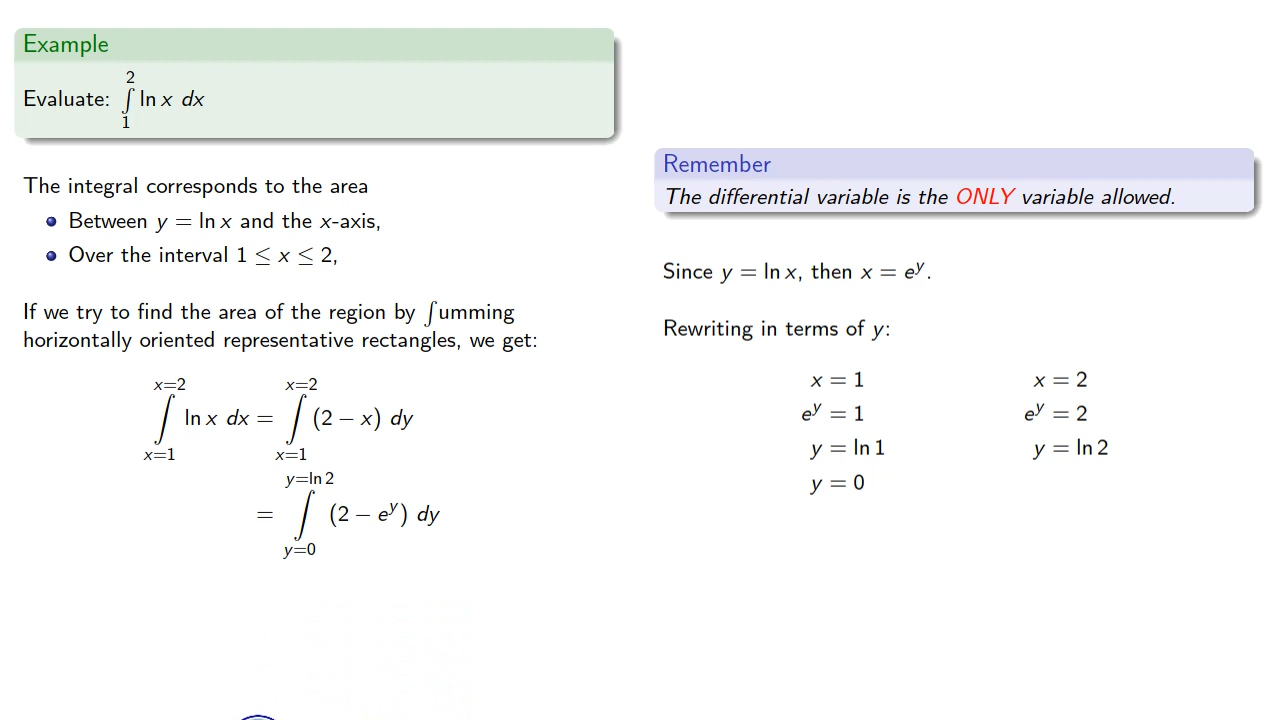 Example
Evaluate: ∫₁² ln x dx
The integral corresponds to the area
Between y = ln x and the x-axis,
Over the interval 1 ≤ x ≤ 2,
If we try to find the area of the region by ∫umming
horizontally oriented representative rectangles, we get:
∫_{x=1}^{x=2} ln x dx = ∫_{x=1}^{x=2} (2 − x) dy
= ∫_{y=0}^{y=ln 2} (2 − e^y) dy
Remember
The differential variable is the ONLY variable allowed.
Since y = ln x, then x = e^y.
Rewriting in terms of y:
x = 1
e^y = 1
y = ln 1
y = 0
x = 2
e^y = 2
y = ln 2